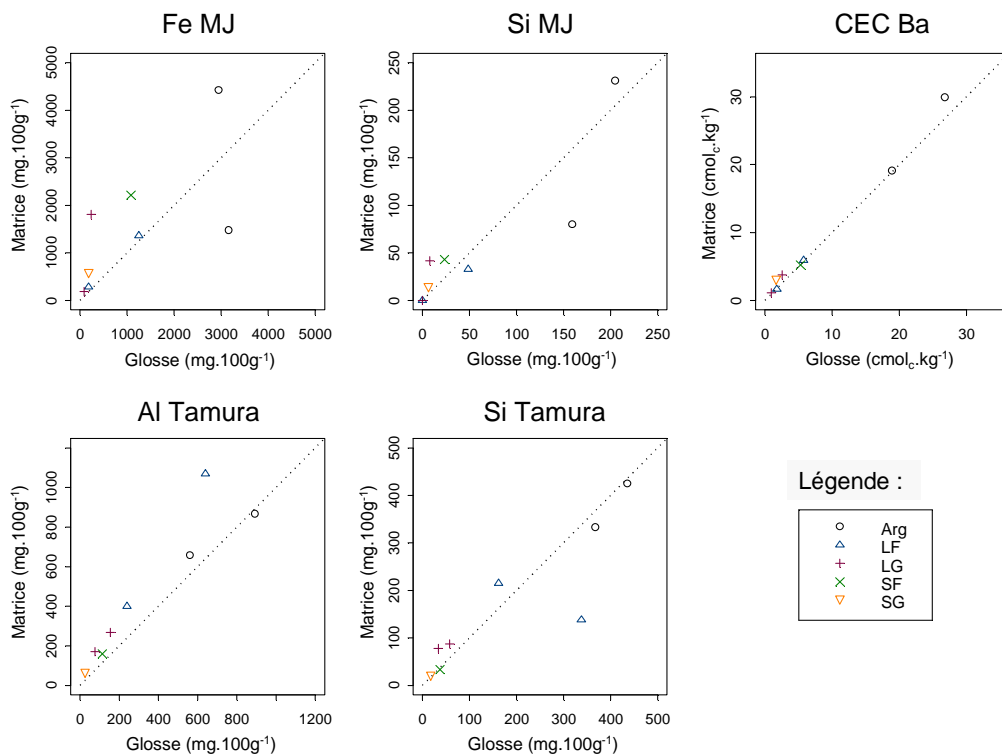 Fe MJ
Matrice (mg.100g⁻¹)
5000
4000
3000
2000
1000
0
0 1000 2000 3000 4000 5000
Glosse (mg.100g⁻¹)
Si MJ
Matrice (mg.100g⁻¹)
250
200
150
100
50
0
0 50 100 150 200 250
Glosse (mg.100g⁻¹)
CEC Ba
Matrice (cmolc.kg⁻¹)
30
20
10
0
0 10 20 30
Glosse (cmolc.kg⁻¹)
Al Tamura
Matrice (mg.100g⁻¹)
1000
800
600
400
200
0
0 200 400 600 800 1200
Glosse (mg.100g⁻¹)
Si Tamura
Matrice (mg.100g⁻¹)
500
400
300
200
100
0
0 100 200 300 400 500
Glosse (mg.100g⁻¹)
Légende :
Arg
LF
LG
SF
SG